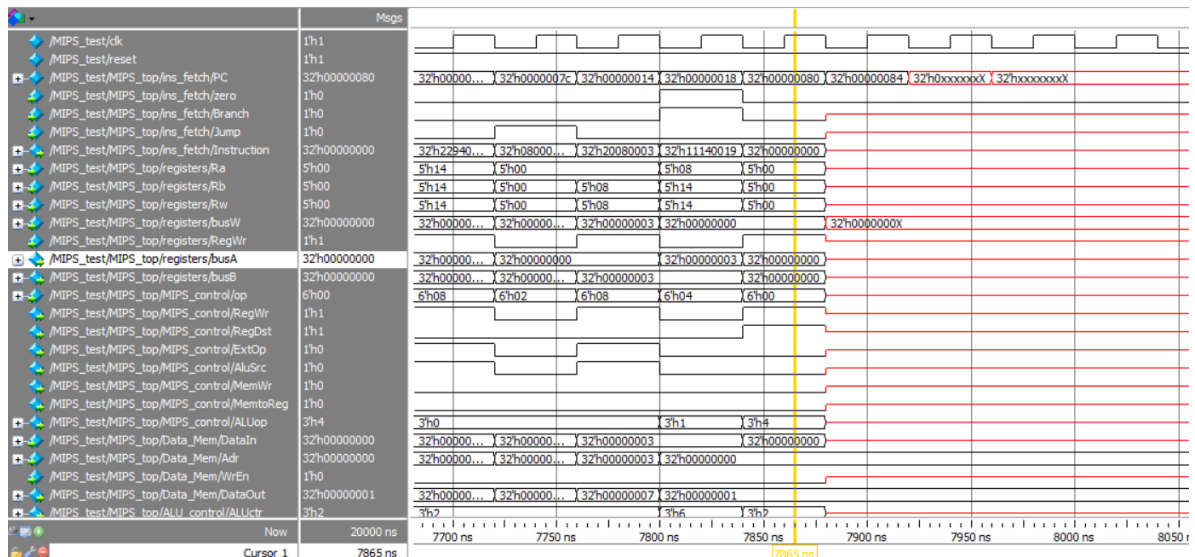 Msgs
/MIPS_test/clk 1'h1
/MIPS_test/reset 1'h1
/MIPS_test/MIPS_top/ins_fetch/PC 32'h00000080 32'h00000... 32'h0000007c 32'h00000014 32'h00000018 32'h00000080 32'h00000084 32'h0xxxxxxX 32'hxxxxxxxX
/MIPS_test/MIPS_top/ins_fetch/zero 1'h0
/MIPS_test/MIPS_top/ins_fetch/Branch 1'h0
/MIPS_test/MIPS_top/ins_fetch/Jump 1'h0
/MIPS_test/MIPS_top/ins_fetch/Instruction 32'h00000000 32'h22940... 32'h08000... 32'h20080003 32'h11140019 32'h00000000
/MIPS_test/MIPS_top/registers/Ra 5'h00 5'h14 5'h00 5'h08 5'h00
/MIPS_test/MIPS_top/registers/Rb 5'h00 5'h14 5'h00 5'h08 5'h14 5'h00
/MIPS_test/MIPS_top/registers/Rw 5'h00 5'h14 5'h00 5'h08 5'h14 5'h00
/MIPS_test/MIPS_top/registers/busW 32'h00000000 32'h00000... 32'h00000... 32'h00000003 32'h00000000 32'h0000000X
/MIPS_test/MIPS_top/registers/RegWr 1'h1
/MIPS_test/MIPS_top/registers/busA 32'h00000000 32'h00000... 32'h00000000 32'h00000003 32'h00000000
/MIPS_test/MIPS_top/registers/busB 32'h00000000 32'h00000... 32'h00000... 32'h00000003 32'h00000000
/MIPS_test/MIPS_top/MIPS_control/op 6'h00 6'h08 6'h02 6'h08 6'h04 6'h00
/MIPS_test/MIPS_top/MIPS_control/RegWr 1'h1
/MIPS_test/MIPS_top/MIPS_control/RegDst 1'h1
/MIPS_test/MIPS_top/MIPS_control/ExtOp 1'h0
/MIPS_test/MIPS_top/MIPS_control/AluSrc 1'h0
/MIPS_test/MIPS_top/MIPS_control/MemWr 1'h0
/MIPS_test/MIPS_top/MIPS_control/MemtoReg 1'h0
/MIPS_test/MIPS_top/MIPS_control/ALUop 3'h4 3'h0 3'h1 3'h4
/MIPS_test/MIPS_top/Data_Mem/DataIn 32'h00000000 32'h00000... 32'h00000... 32'h00000003 32'h00000000
/MIPS_test/MIPS_top/Data_Mem/Adr 32'h00000000 32'h00000... 32'h00000... 32'h00000003 32'h00000000
/MIPS_test/MIPS_top/Data_Mem/WrEn 1'h0
/MIPS_test/MIPS_top/Data_Mem/DataOut 32'h00000001 32'h00000... 32'h00000... 32'h00000007 32'h00000001
/MIPS_test/MIPS_top/ALU_control/ALUctr 3'h2 3'h2 3'h6 3'h2
Now 20000 ns 7700 ns 7750 ns 7800 ns 7850 ns 7900 ns 7950 ns 8000 ns 8050
Cursor 1 7865 ns 7865 ns